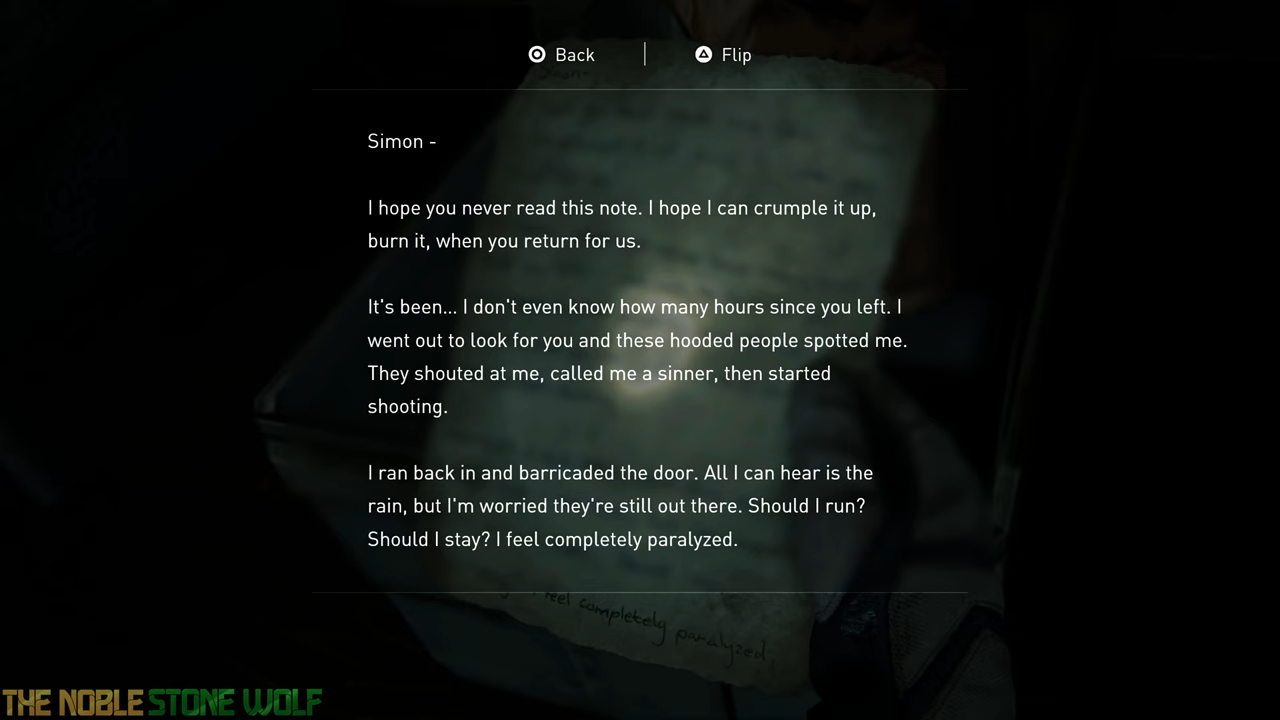 Back | Flip
Simon -
I hope you never read this note. I hope I can crumple it up,
burn it, when you return for us.
It's been... I don't even know how many hours since you left. I
went out to look for you and these hooded people spotted me.
They shouted at me, called me a sinner, then started
shooting.
I ran back in and barricaded the door. All I can hear is the
rain, but I'm worried they're still out there. Should I run?
Should I stay? I feel completely paralyzed.
feel completely paralyzed.
THE NOBLE STONE WOLF